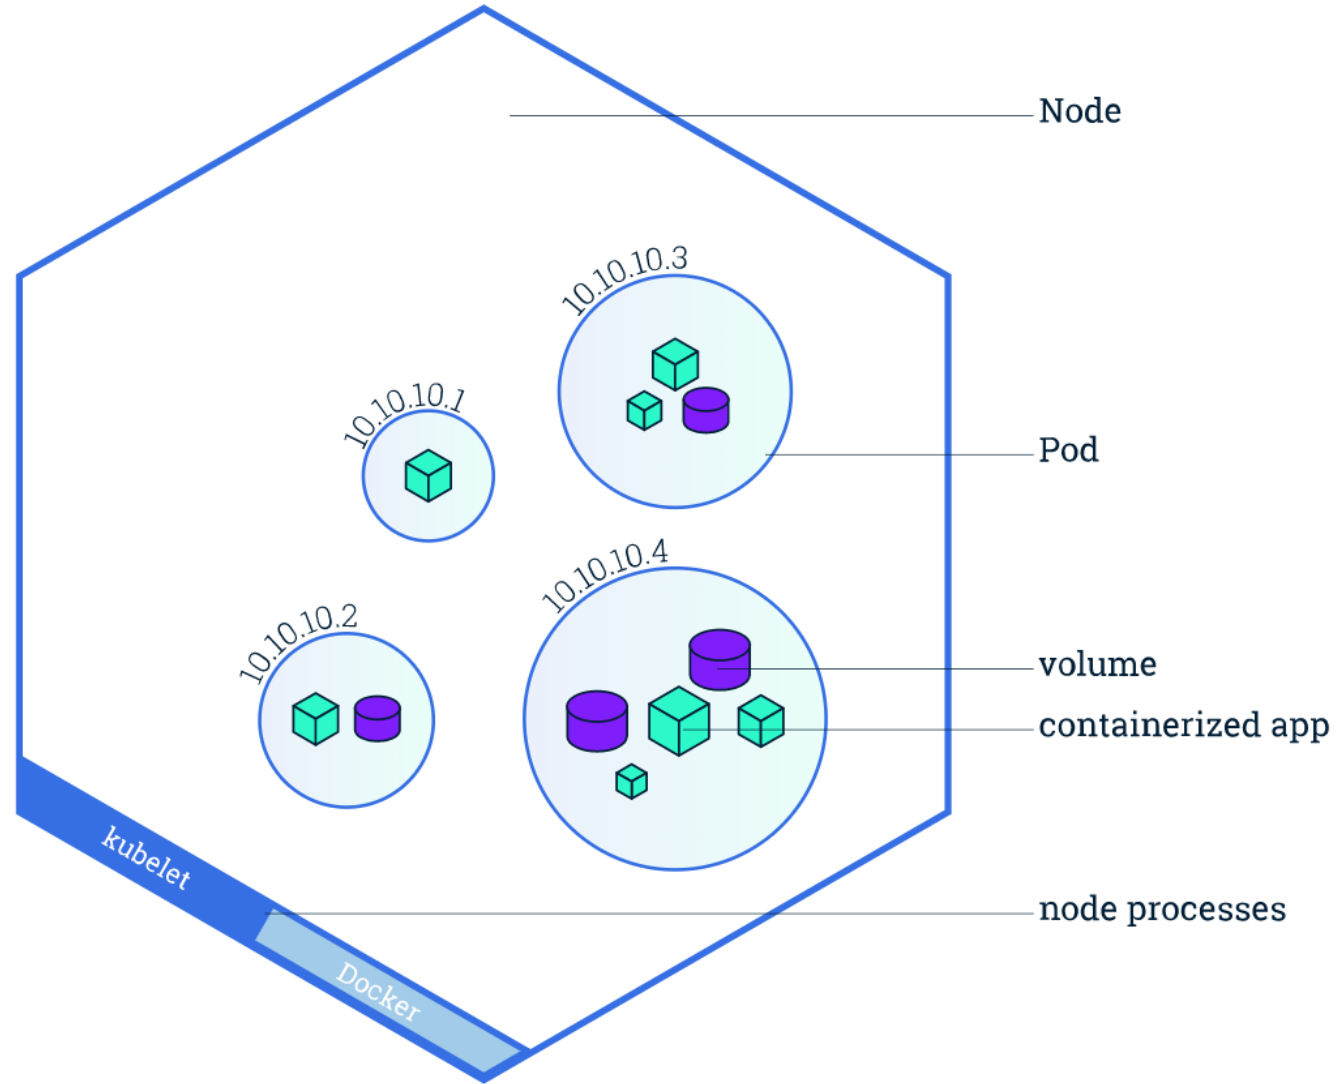 Node
10.10.10.3
10.10.10.1
Pod
10.10.10.4
10.10.10.2
volume
containerized app
kubelet
node processes
Docker